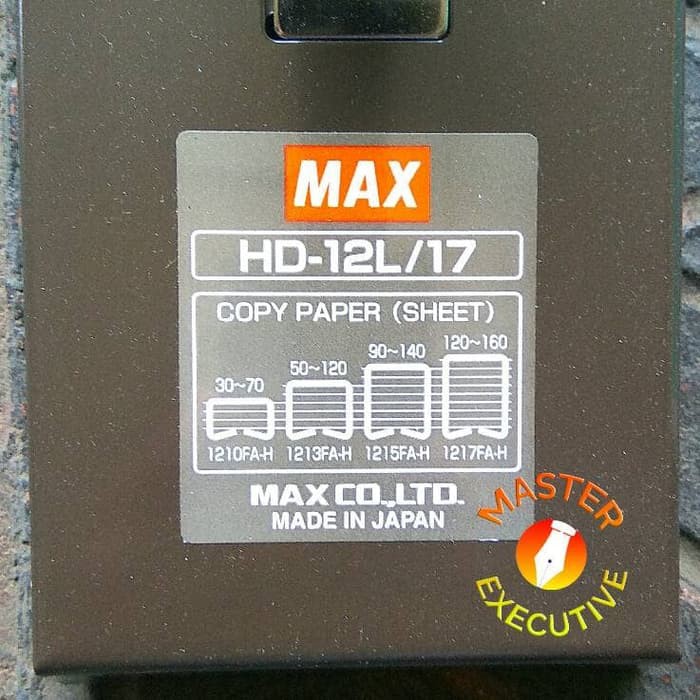 MAX
HD-12L/17
COPY PAPER (SHEET)
30~70 50~120 90~140 120~160
1210FA-H 1213FA-H 1215FA-H 1217FA-H
MAX CO.,LTD.
MADE IN JAPAN
MASTER
EXECUTIVE